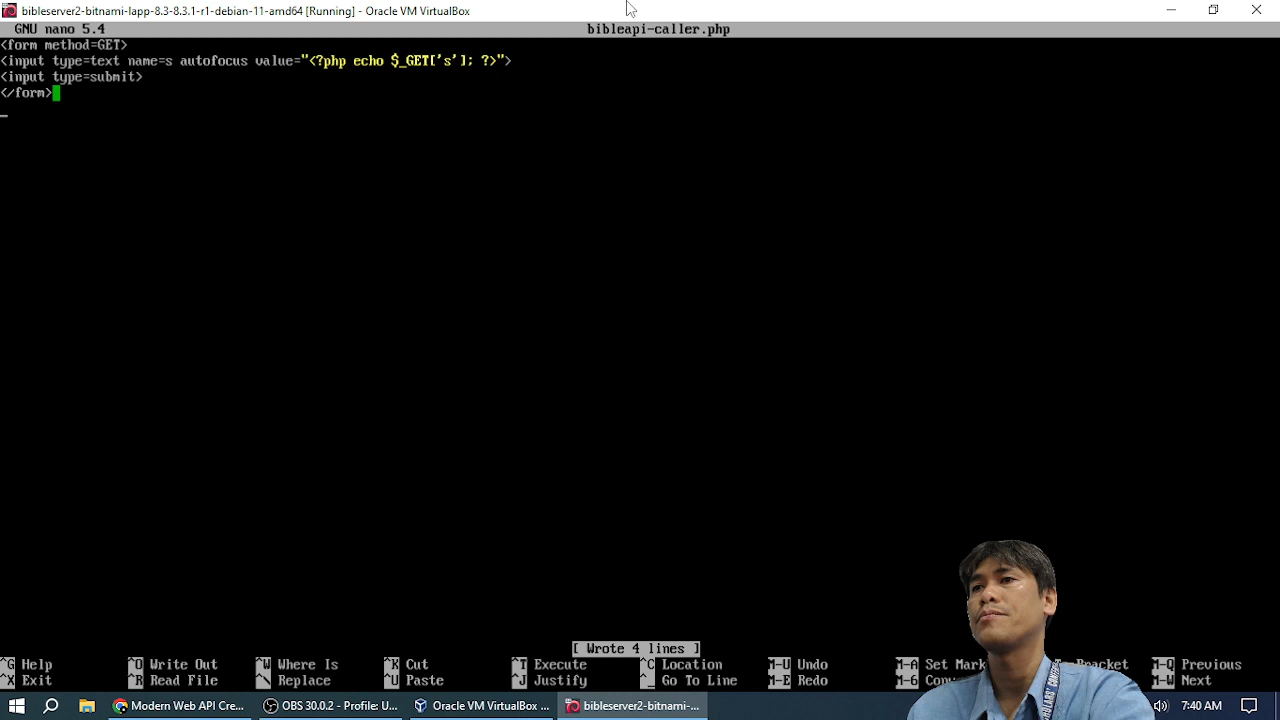 bibleserver2-bitnami-lapp-8.3-8.3.1-r1-debian-11-amd64 [Running] - Oracle VM VirtualBox
GNU nano 5.4 bibleapi-caller.php
<form method=GET>
<input type=text name=s autofocus value="<?php echo $_GET['s']; ?>">
<input type=submit>
</form>
[ Wrote 4 lines ]
^G Help ^O Write Out ^W Where Is ^K Cut ^T Execute ^C Location M-U Undo M-A Set Mark Bracket M-Q Previous
^X Exit ^R Read File ^\ Replace ^U Paste ^J Justify ^_ Go To Line M-E Redo M-6 M-W Next
Modern Web API Cre... OBS 30.0.2 - Profile: U... Oracle VM VirtualBox ... bibleserver2-bitnami-... 7:40 AM